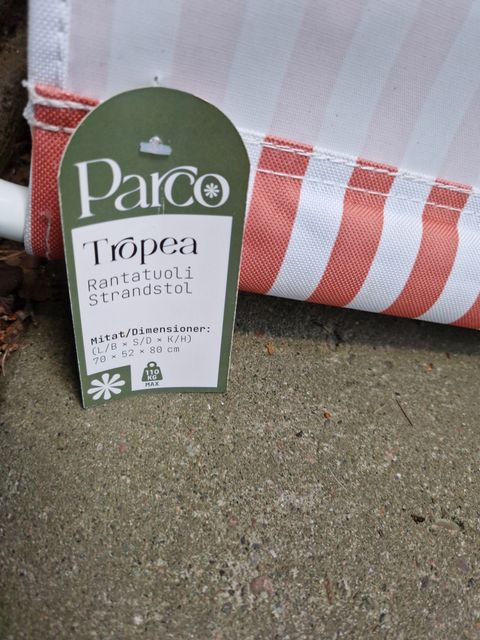 Parco
Tropea
Rantatuoli
Strandstol
Mitat/Dimensioner:
(L/B × S/D × K/H)
70 × 52 × 80 cm
110
KG
MAX